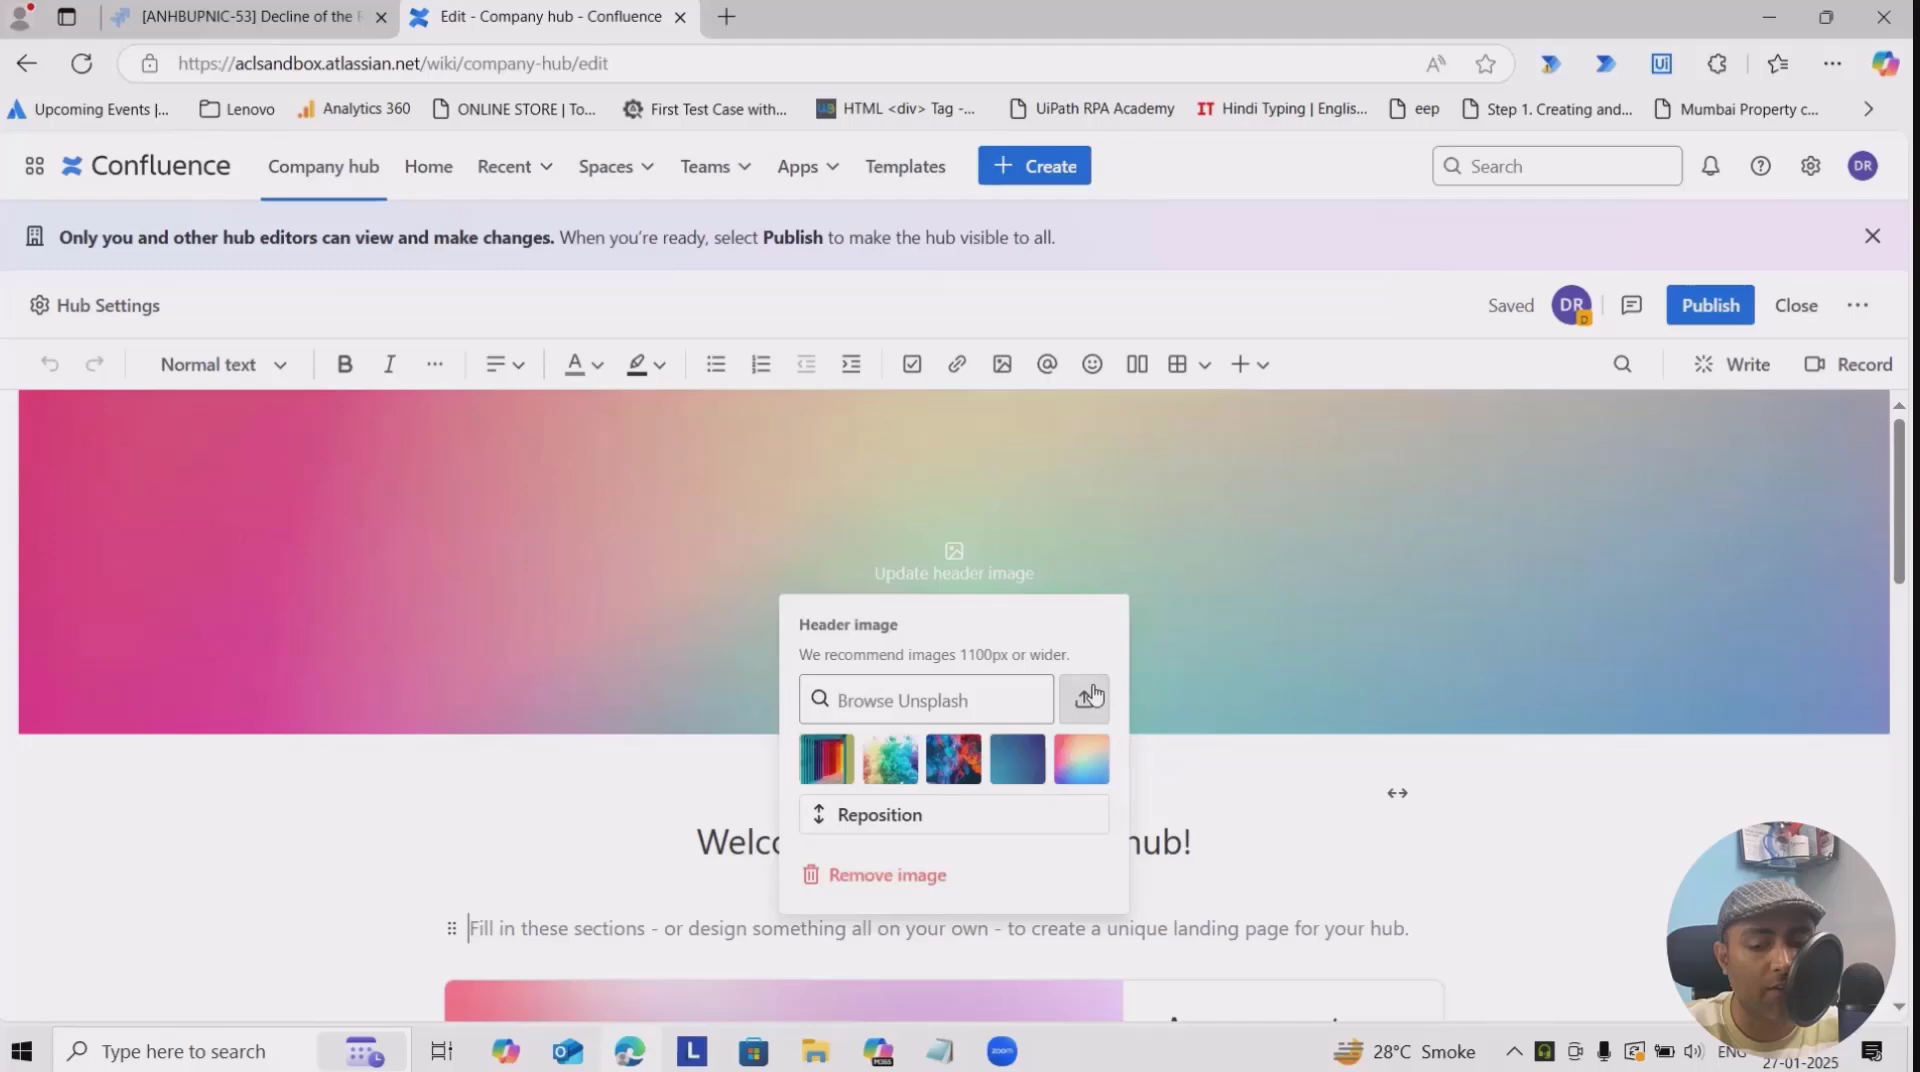 [ANHBUPNIC-53] Decline of the
Edit - Company hub - Confluence
https://aclsandbox.atlassian.net/wiki/company-hub/edit
Upcoming Events |...
Lenovo
Analytics 360
ONLINE STORE | To...
First Test Case with...
HTML <div> Tag -...
UiPath RPA Academy
IT Hindi Typing | Englis...
eep
Step 1. Creating and...
Mumbai Property c...
Confluence
Company hub
Home
Recent
Spaces
Teams
Apps
Templates
Create
Search
DR
Only you and other hub editors can view and make changes. When you're ready, select Publish to make the hub visible to all.
Hub Settings
Saved
DR
Publish
Close
Normal text
B
I
A
Write
Record
Update header image
Header image
We recommend images 1100px or wider.
Browse Unsplash
Reposition
Welc
hub!
Remove image
Fill in these sections - or design something all on your own - to create a unique landing page for your hub.
Type here to search
L
zoom
28°C Smoke
ENG
27-01-2025